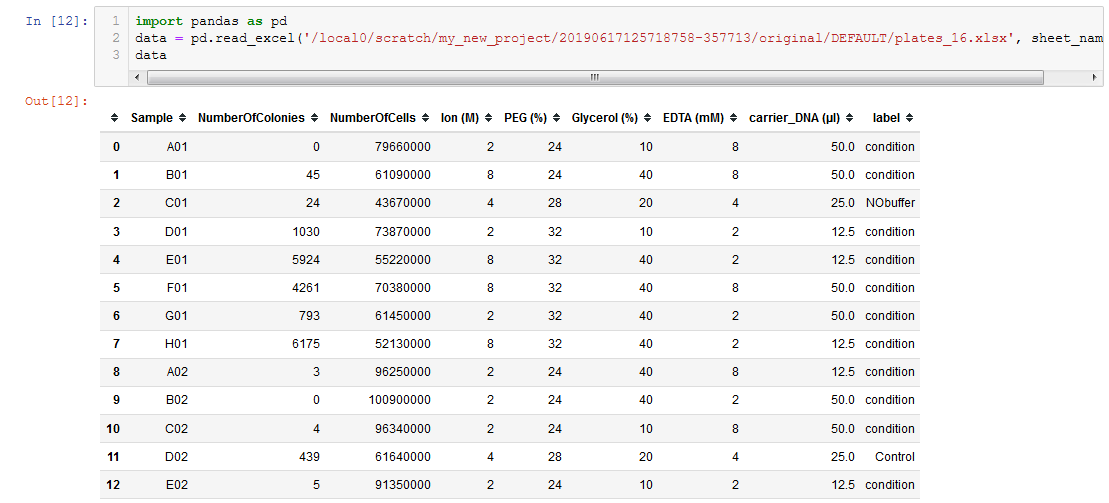 In [12]:
1 import pandas as pd
2 data = pd.read_excel('/local0/scratch/my_new_project/20190617125718758-357713/original/DEFAULT/plates_16.xlsx', sheet_nam
3 data
Out[12]:
Sample NumberOfColonies NumberOfCells Ion (M) PEG (%) Glycerol (%) EDTA (mM) carrier_DNA (µl) label
0 A01 0 79660000 2 24 10 8 50.0 condition
1 B01 45 61090000 8 24 40 8 50.0 condition
2 C01 24 43670000 4 28 20 4 25.0 NObuffer
3 D01 1030 73870000 2 32 10 2 12.5 condition
4 E01 5924 55220000 8 32 40 2 12.5 condition
5 F01 4261 70380000 8 32 40 8 50.0 condition
6 G01 793 61450000 2 32 40 2 50.0 condition
7 H01 6175 52130000 8 32 40 2 12.5 condition
8 A02 3 96250000 2 24 40 8 12.5 condition
9 B02 0 100900000 2 24 40 2 50.0 condition
10 C02 4 96340000 2 24 10 8 50.0 condition
11 D02 439 61640000 4 28 20 4 25.0 Control
12 E02 5 91350000 2 24 10 2 12.5 condition